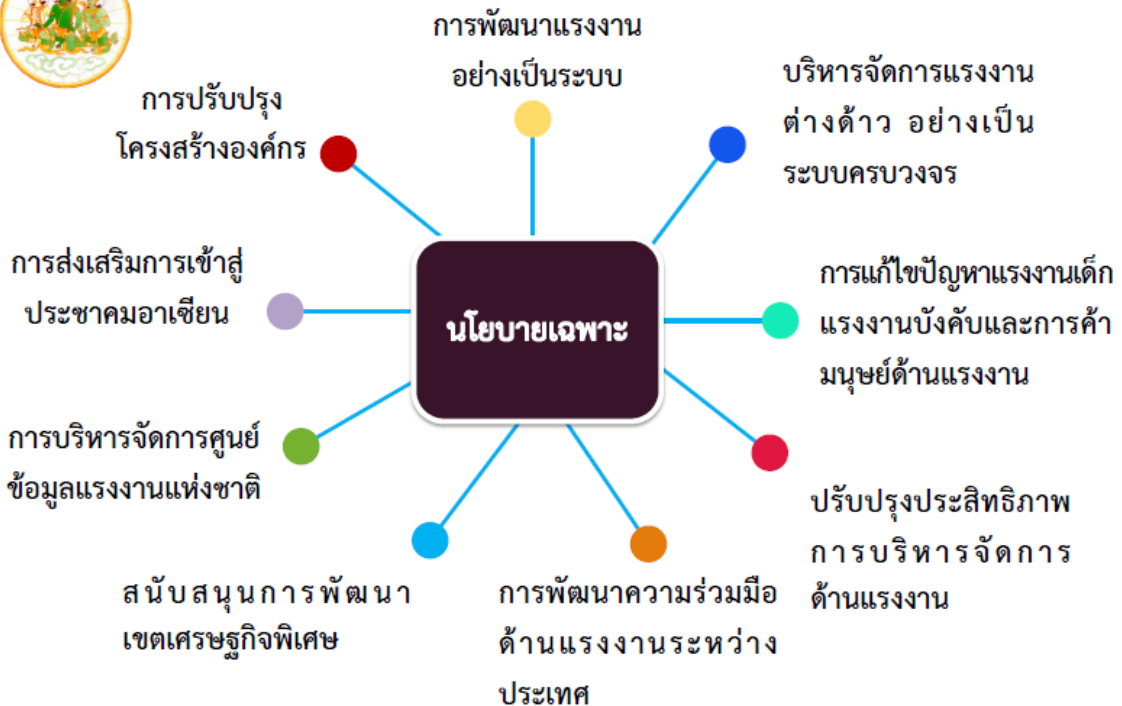 การพัฒนาแรงงาน
อย่างเป็นระบบ
บริหารจัดการแรงงาน
ต่างด้าว อย่างเป็น
ระบบครบวงจร
การแก้ไขปัญหาแรงงานเด็ก
แรงงานบังคับและการค้า
มนุษย์ด้านแรงงาน
ปรับปรุงประสิทธิภาพ
การบริหารจัดการ
ด้านแรงงาน
การพัฒนาความร่วมมือ
ด้านแรงงานระหว่าง
ประเทศ
สนับสนุนการพัฒนา
เขตเศรษฐกิจพิเศษ
การบริหารจัดการศูนย์
ข้อมูลแรงงานแห่งชาติ
การส่งเสริมการเข้าสู่
ประชาคมอาเซียน
การปรับปรุง
โครงสร้างองค์กร
นโยบายเฉพาะ